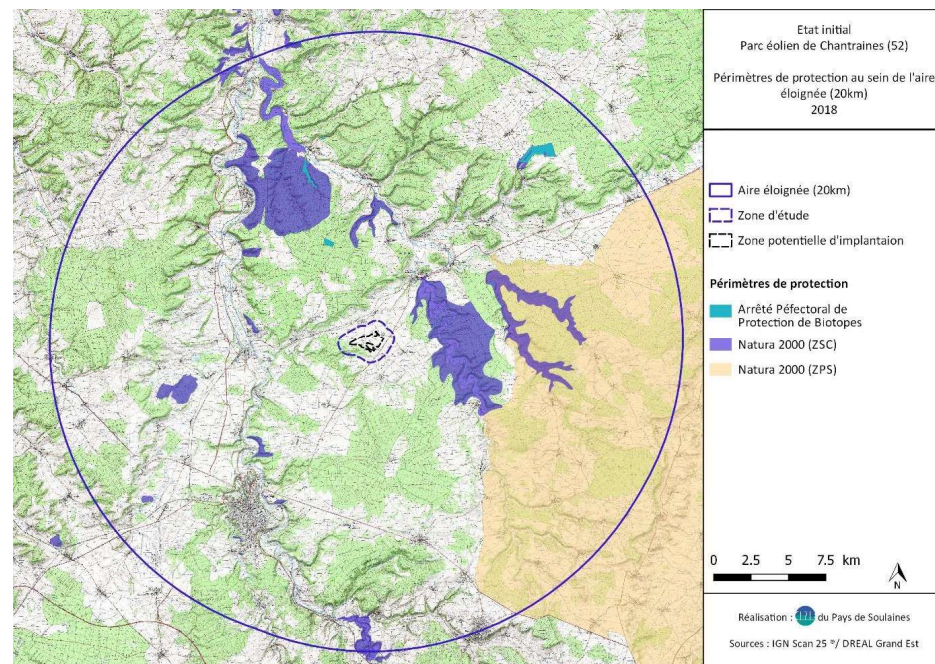 Etat initial
Parc éolien de Chantraines (52)
Périmètres de protection au sein de l'aire
éloignée (20km)
2018
Aire éloignée (20km)
Zone d'étude
Zone potentielle d'implantaion
Périmètres de protection
Arrêté Péfectoral de
Protection de Biotopes
Natura 2000 (ZSC)
Natura 2000 (ZPS)
0 2.5 5 7.5 km
N
Réalisation : CPIE du Pays de Soulaines
Sources : IGN Scan 25 ®/ DREAL Grand Est